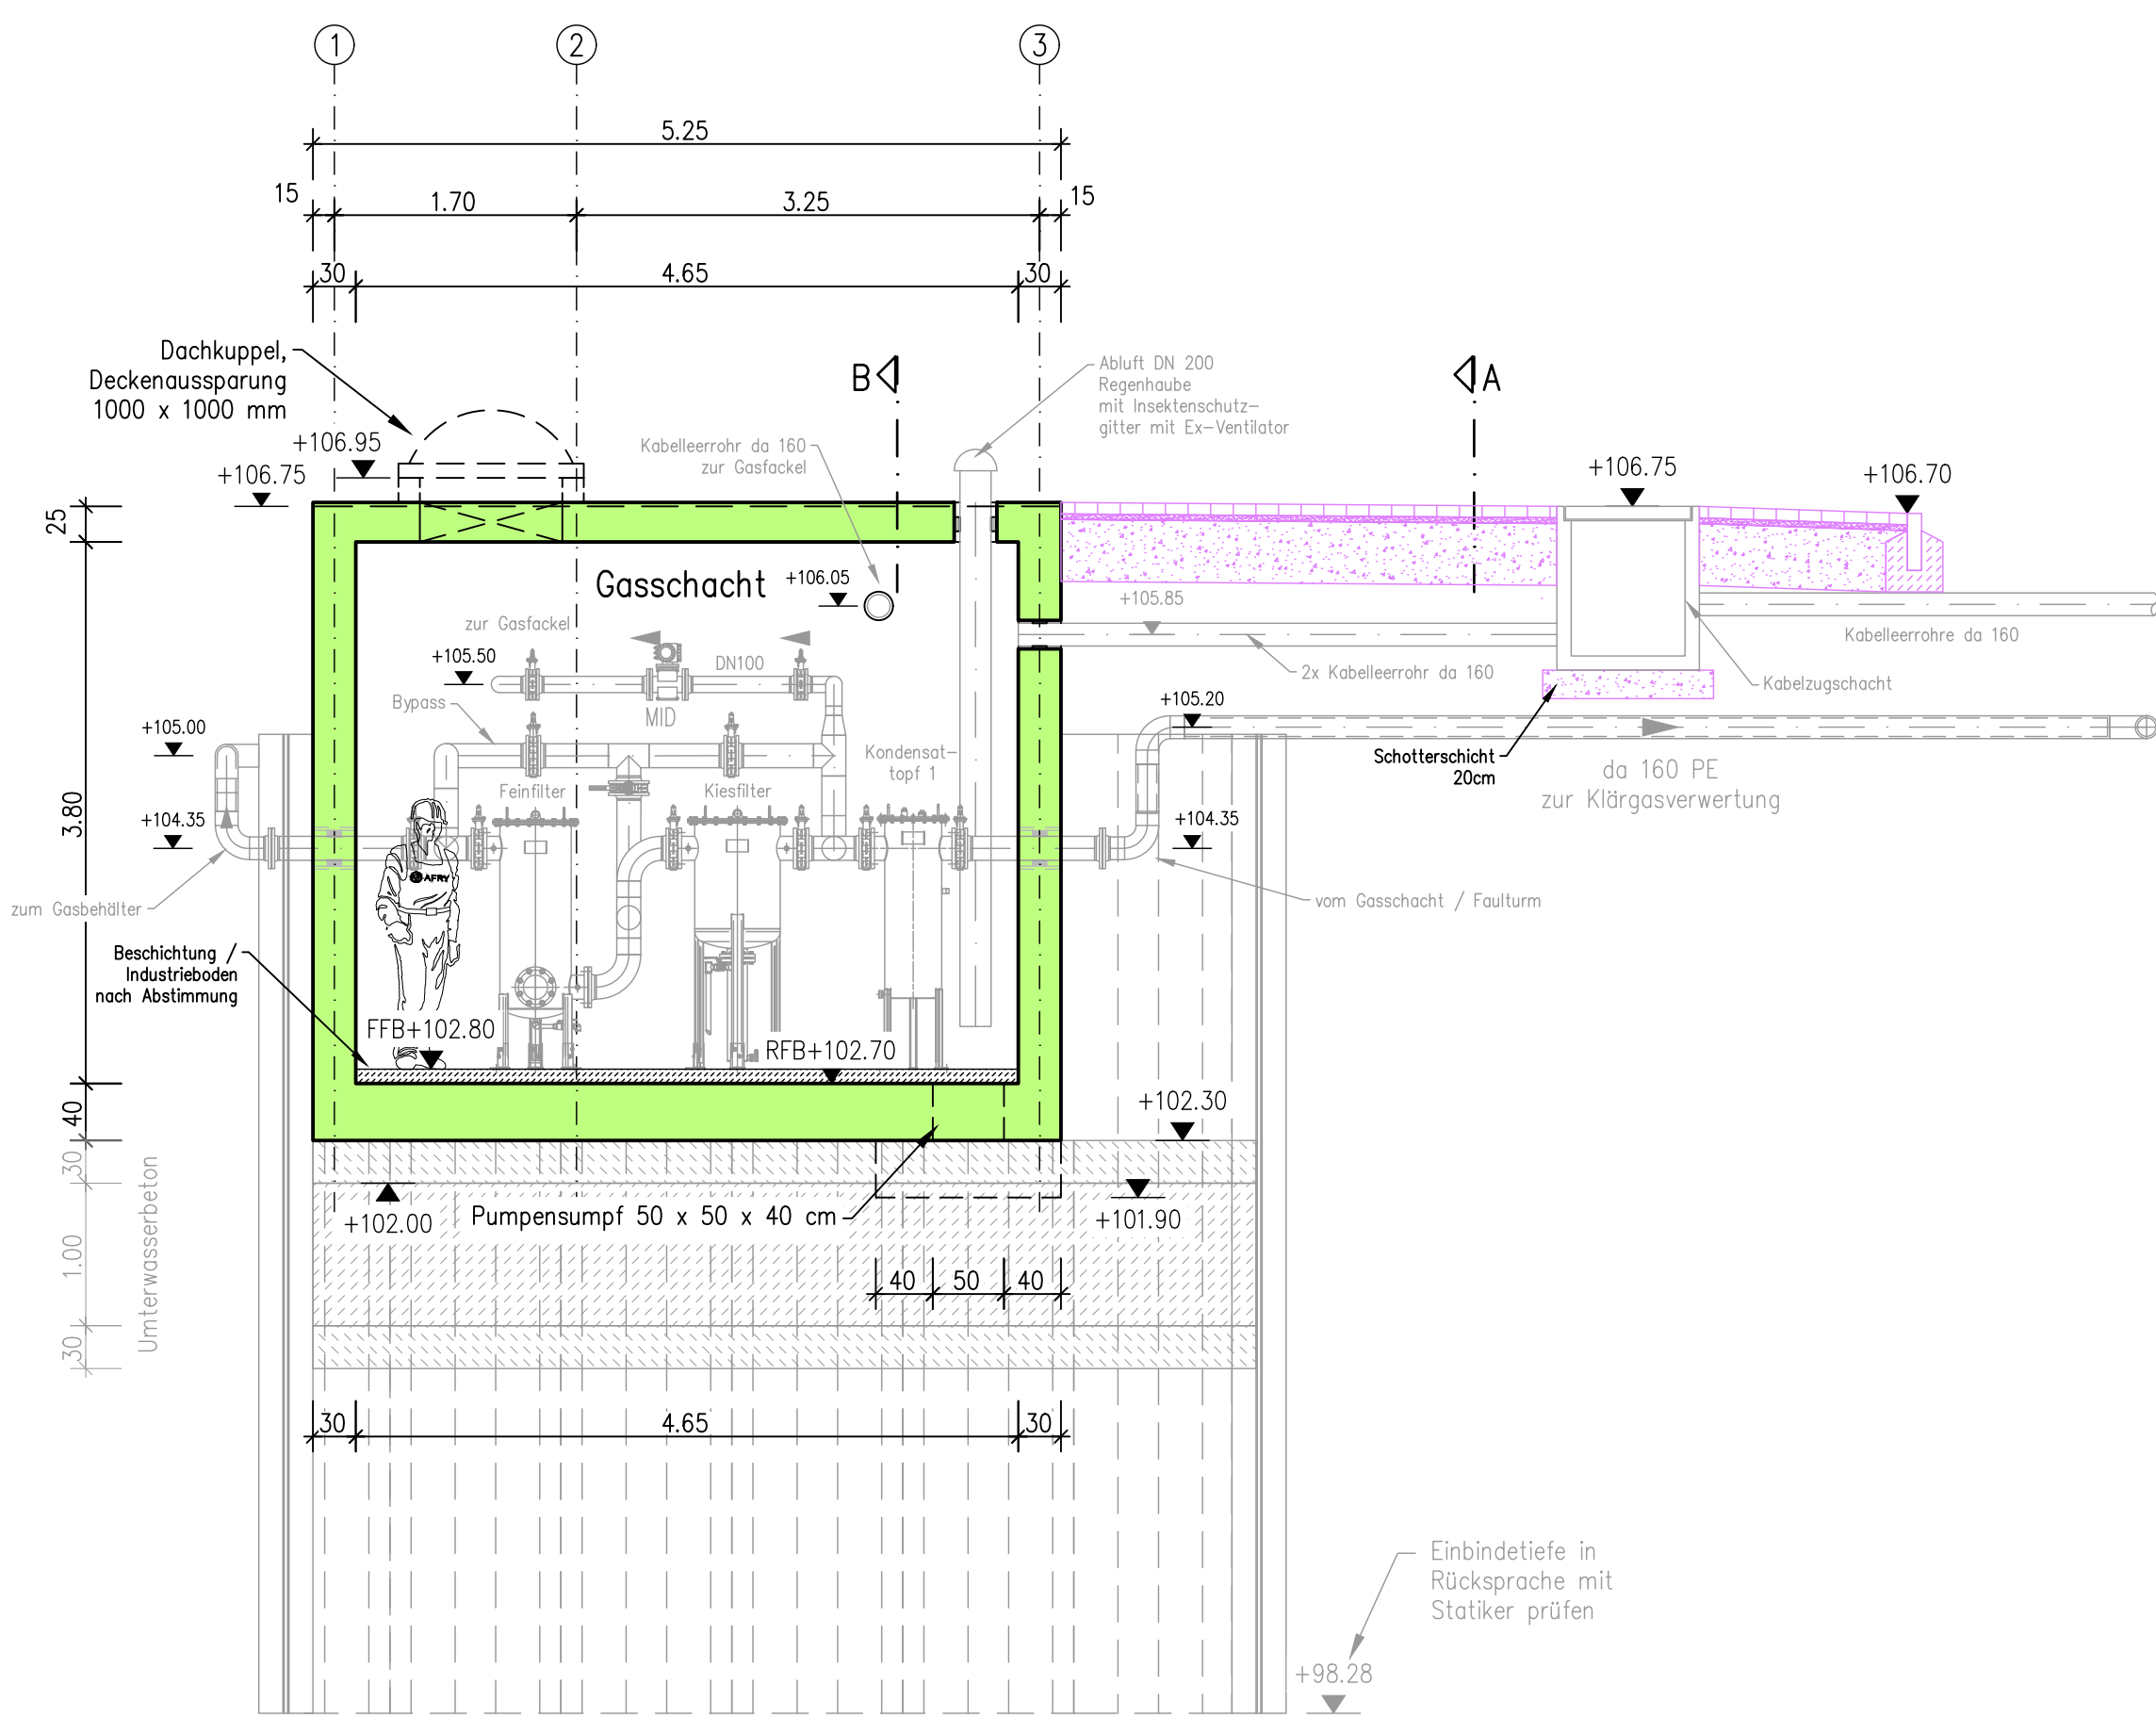 1
2
3
5.25
15
1.70
3.25
15
30
4.65
30
Dachkuppel,
Deckenaussparung
1000 x 1000 mm
+106.95
+106.75
B
A
Abluft DN 200
Regenhaube
mit Insektenschutz-
gitter mit Ex-Ventilator
Kabelleerrohr da 160
zur Gasfackel
+106.75
+106.70
25
Gasschacht
+106.05
+105.85
zur Gasfackel
+105.50
DN100
MID
Bypass
2x Kabelleerrohr da 160
Kabelleerrohre da 160
Kabelzugschacht
+105.00
+105.20
Schotterschicht
20cm
da 160 PE
zur Klärgasverwertung
Kondensat-
topf 1
Feinfilter
Kiesfilter
3.80
+104.35
+104.35
AFRY
zum Gasbehälter
vom Gasschacht / Faulturm
Beschichtung /
Industrieboden
nach Abstimmung
FFB+102.80
RFB+102.70
40
+102.30
30
Umterwasserbeton
+102.00
Pumpensumpf 50 x 50 x 40 cm
+101.90
1.00
40
50
40
30
30
4.65
30
Einbindetiefe in
Rücksprache mit
Statiker prüfen
+98.28